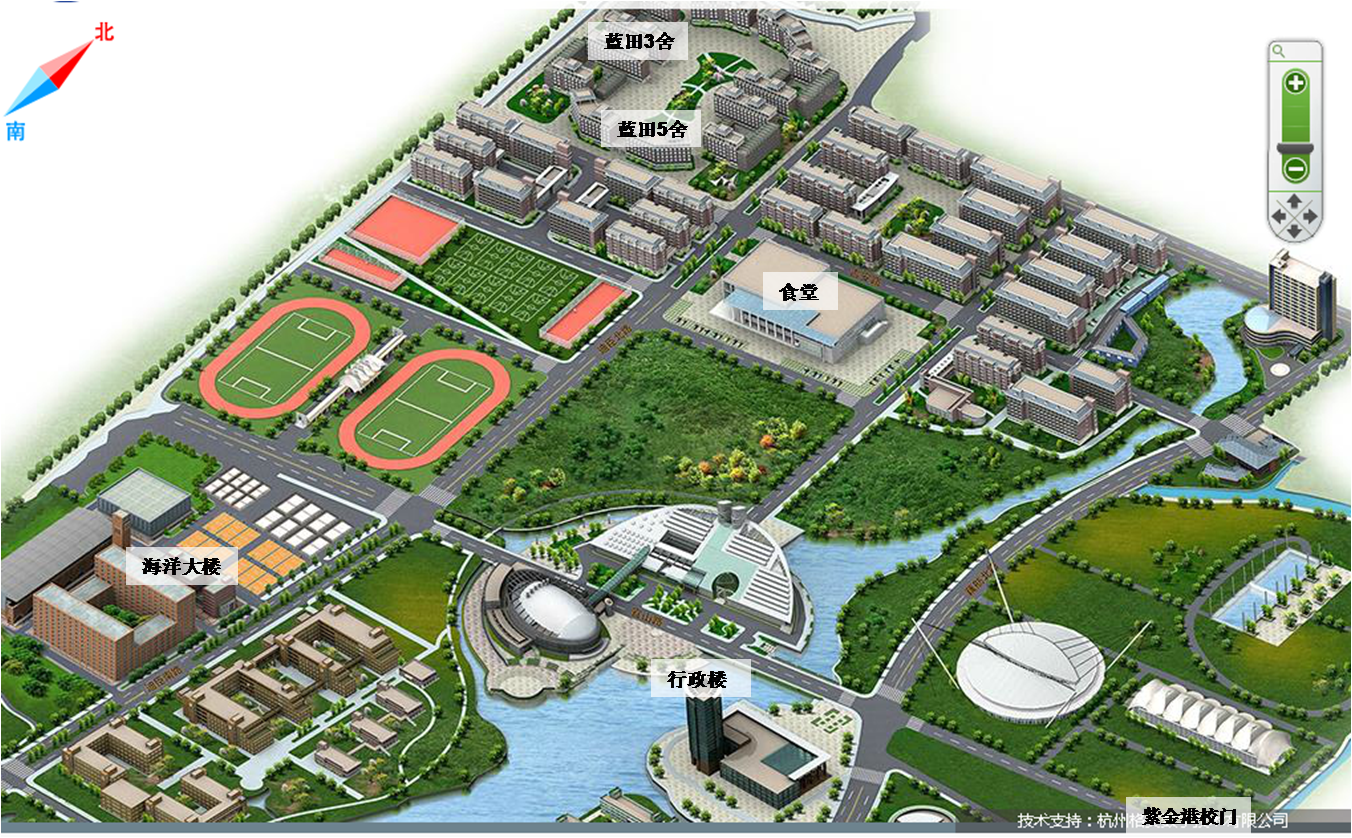 北
南
蓝田3舍
蓝田5舍
食堂
海洋大楼
行政楼
紫金港校门
技术支持：杭州格
有限公司